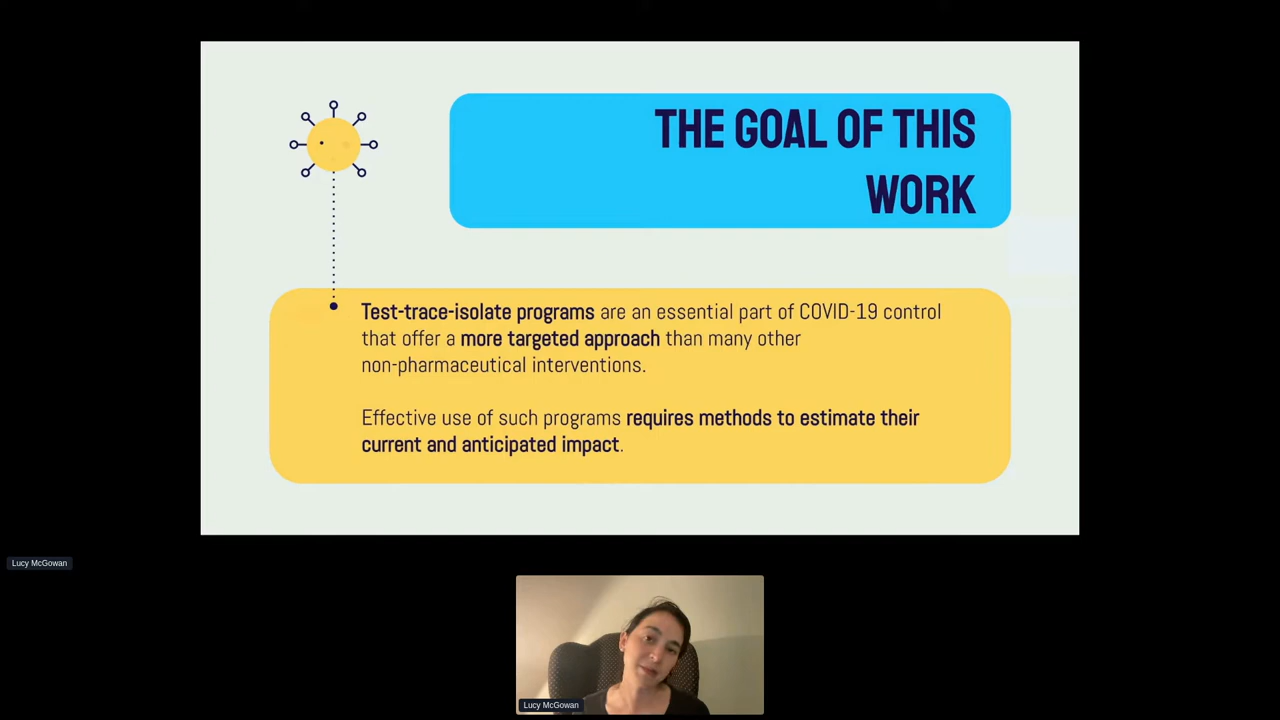 THE GOAL OF THIS
WORK
Test-trace-isolate programs are an essential part of COVID-19 control
that offer a more targeted approach than many other
non-pharmaceutical interventions.
Effective use of such programs requires methods to estimate their
current and anticipated impact.
Lucy McGowan
Lucy McGowan